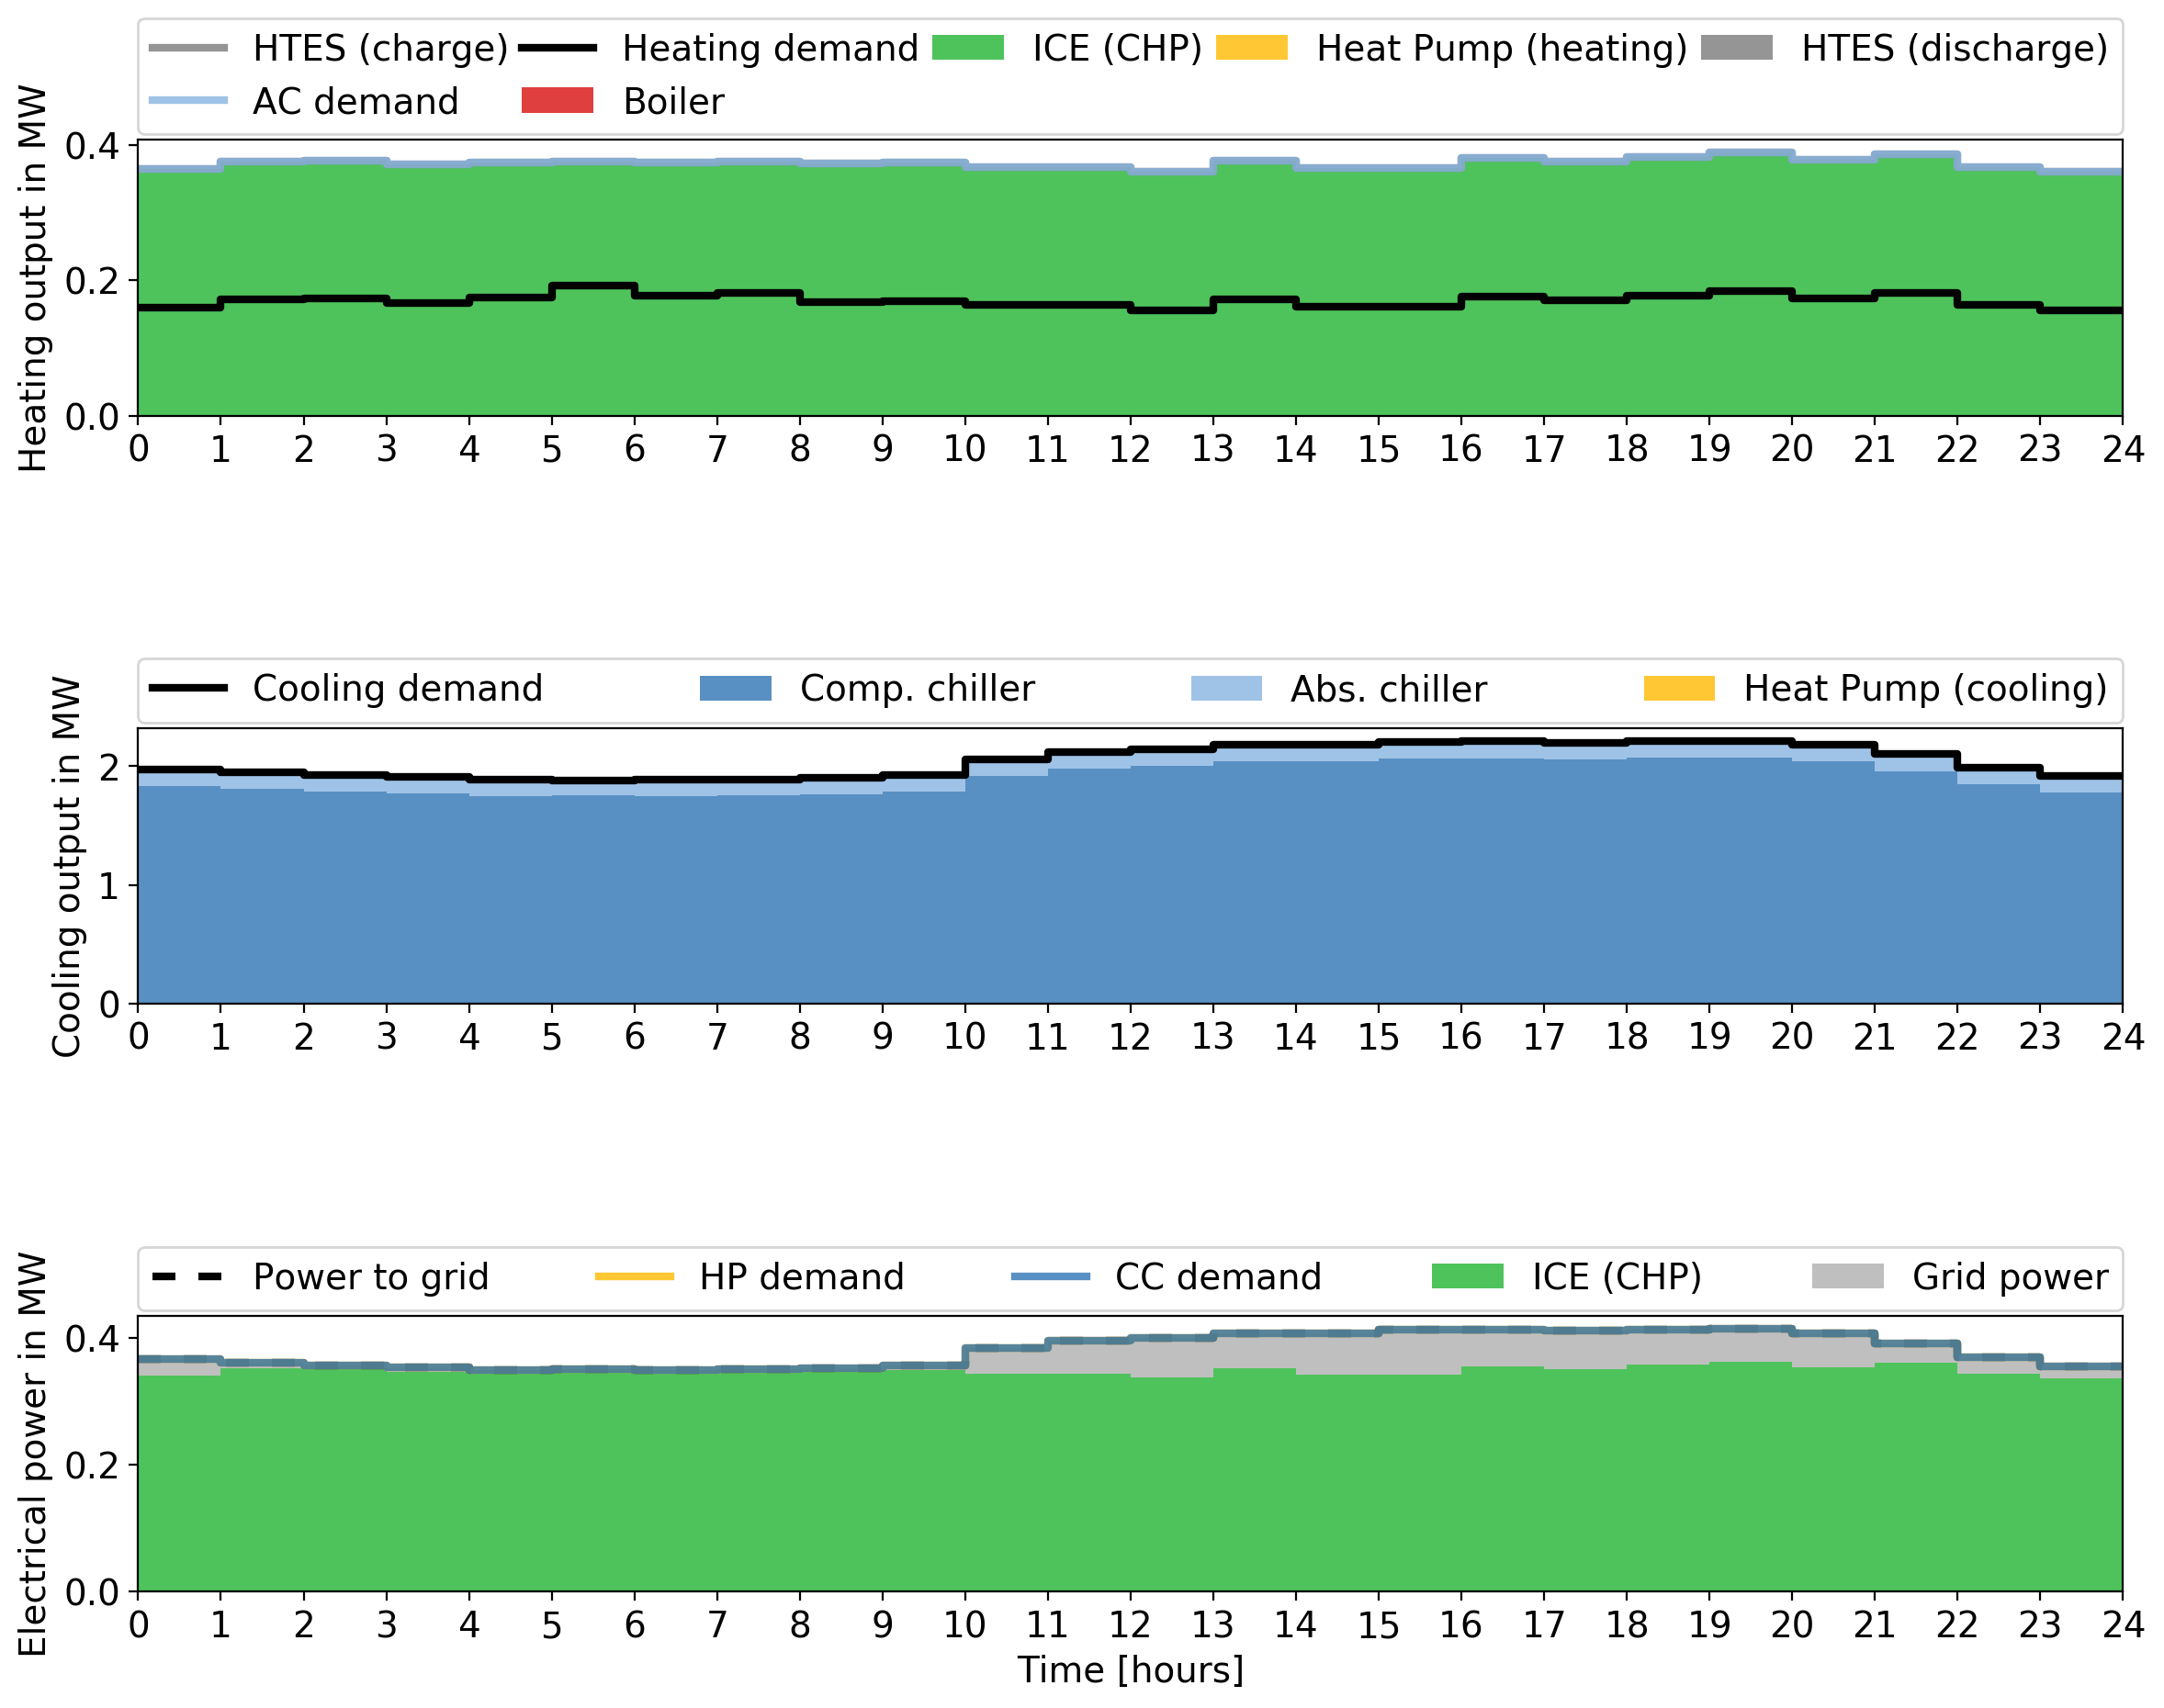 HTES (charge) Heating demand ICE (CHP) Heat Pump (heating) HTES (discharge)
AC demand Boiler
Heating output in MW
0.4
0.2
0.0
0 1 2 3 4 5 6 7 8 9 10 11 12 13 14 15 16 17 18 19 20 21 22 23 24
Cooling demand Comp. chiller Abs. chiller Heat Pump (cooling)
Cooling output in MW
2
1
0
0 1 2 3 4 5 6 7 8 9 10 11 12 13 14 15 16 17 18 19 20 21 22 23 24
Power to grid HP demand CC demand ICE (CHP) Grid power
Electrical power in MW
0.4
0.2
0.0
0 1 2 3 4 5 6 7 8 9 10 11 12 13 14 15 16 17 18 19 20 21 22 23 24
Time [hours]